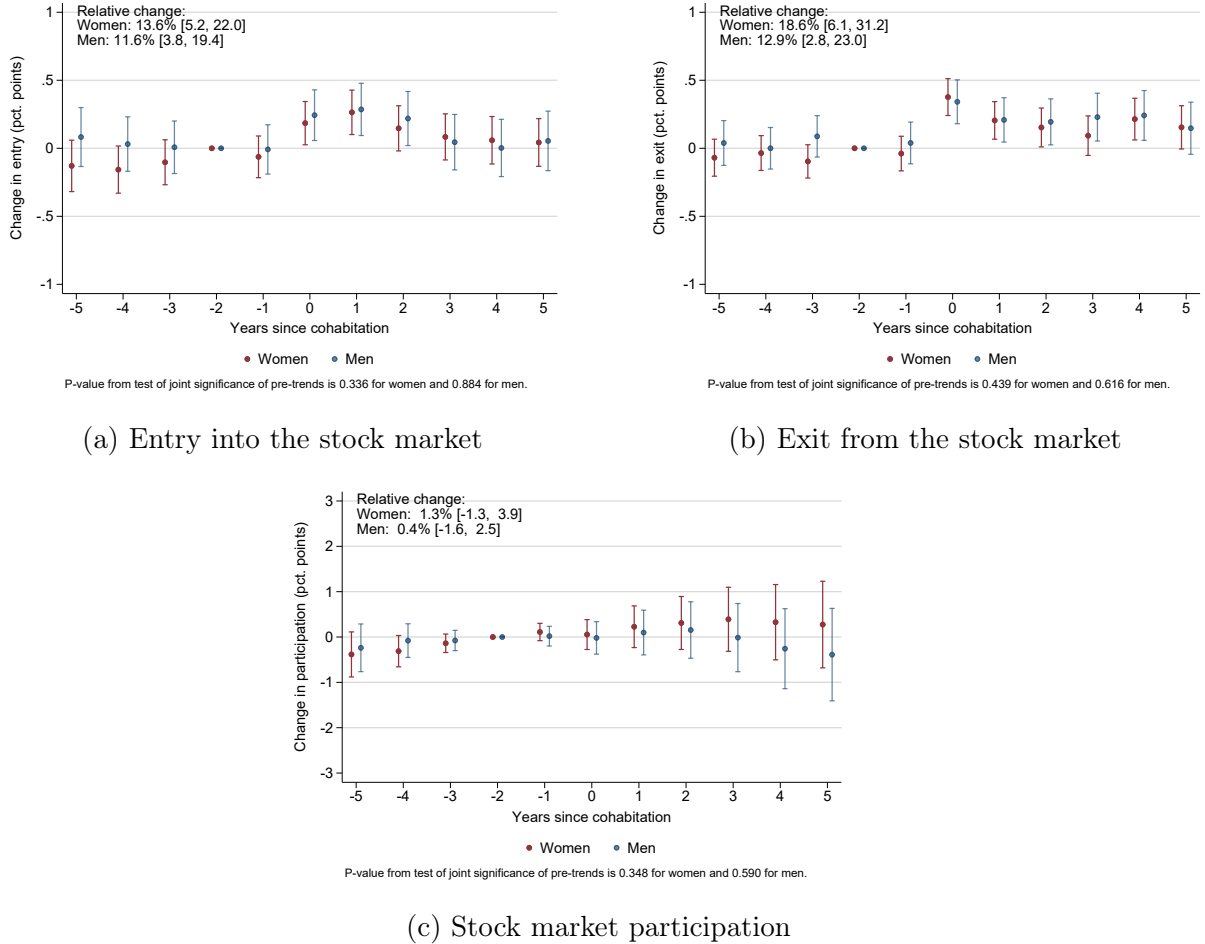 Relative change:
Women: 13.6% [5.2, 22.0]
Men: 11.6% [3.8, 19.4]
Change in entry (pct. points)
1
.5
0
-.5
-1
-5 -4 -3 -2 -1 0 1 2 3 4 5
Years since cohabitation
Women Men
P-value from test of joint significance of pre-trends is 0.336 for women and 0.884 for men.
(a) Entry into the stock market
Relative change:
Women: 18.6% [6.1, 31.2]
Men: 12.9% [2.8, 23.0]
Change in exit (pct. points)
1
.5
0
-.5
-1
-5 -4 -3 -2 -1 0 1 2 3 4 5
Years since cohabitation
Women Men
P-value from test of joint significance of pre-trends is 0.439 for women and 0.616 for men.
(b) Exit from the stock market
Relative change:
Women: 1.3% [-1.3, 3.9]
Men: 0.4% [-1.6, 2.5]
Change in participation (pct. points)
3
2
1
0
-1
-2
-3
-5 -4 -3 -2 -1 0 1 2 3 4 5
Years since cohabitation
Women Men
P-value from test of joint significance of pre-trends is 0.348 for women and 0.590 for men.
(c) Stock market participation